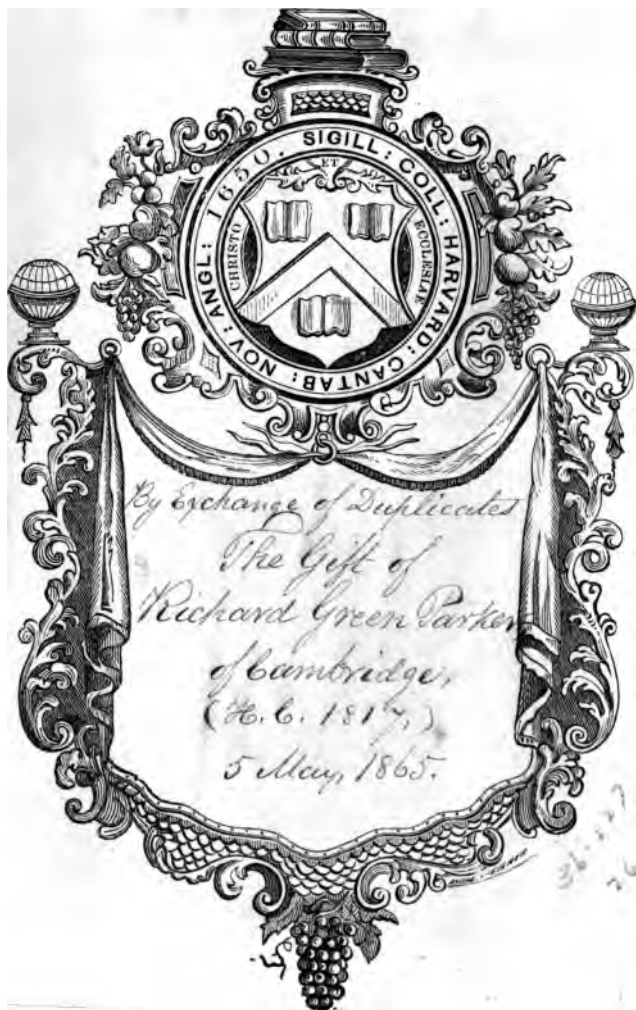 SIGILL: COLL: HARVARD: CANTAB: NOV: ANGL: 1650.
ET
CHRISTO
ECCLESIAE
By Exchange of Duplicates
The Gift of
Richard Green Parker
of Cambridge,
(H. C. 1817,)
5 May, 1865.